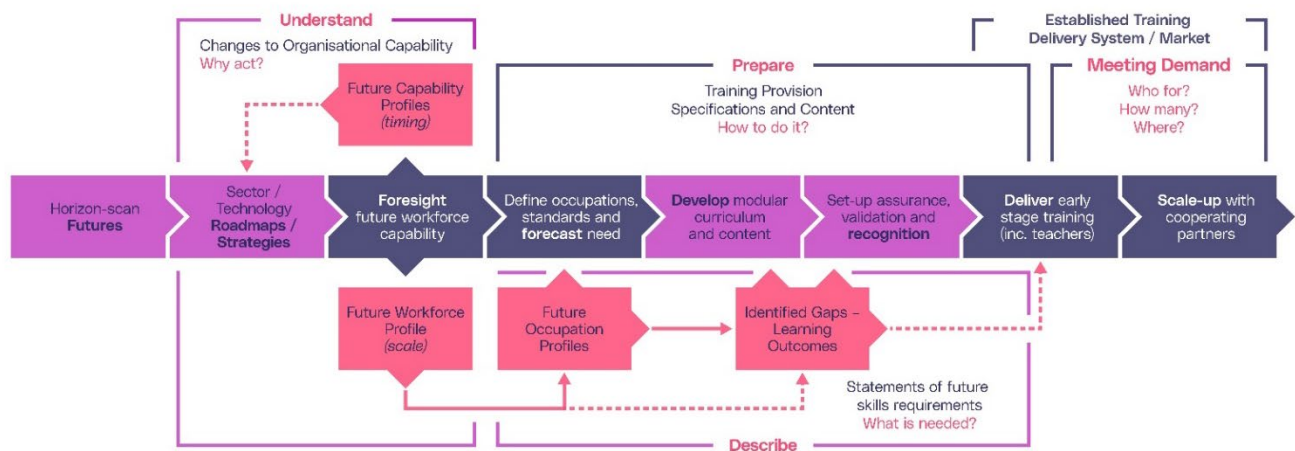 Understand
Changes to Organisational Capability
Why act?
Future Capability
Profiles
(timing)
Prepare
Training Provision
Specifications and Content
How to do it?
Established Training
Delivery System / Market
Meeting Demand
Who for?
How many?
Where?
Horizon-scan
Futures
Sector /
Technology
Roadmaps /
Strategies
Foresight
future workforce
capability
Define occupations,
standards and
forecast need
Develop modular
curriculum
and content
Set-up assurance,
validation and
recognition
Deliver early
stage training
(inc. teachers)
Scale-up with
cooperating
partners
Future Workforce
Profile
(scale)
Future
Occupation
Profiles
Identified Gaps –
Learning
Outcomes
Statements of future
skills requirements
What is needed?
Describe